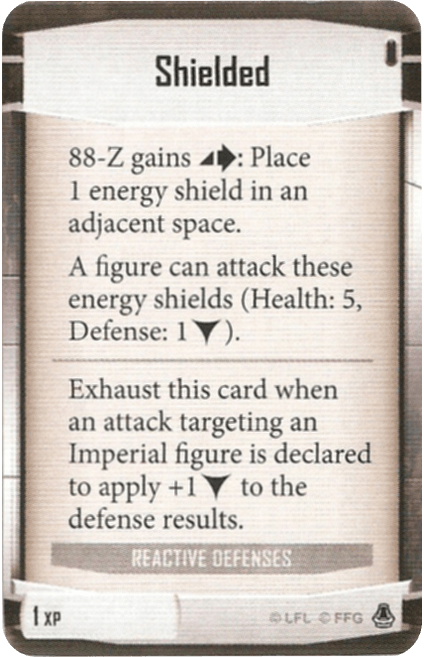 Shielded
88-Z gains : Place
1 energy shield in an
adjacent space.
A figure can attack these
energy shields (Health: 5,
Defense: 1 ).
Exhaust this card when
an attack targeting an
Imperial figure is declared
to apply +1 to the
defense results.
REACTIVE DEFENSES
1 XP
© LFL © FFG